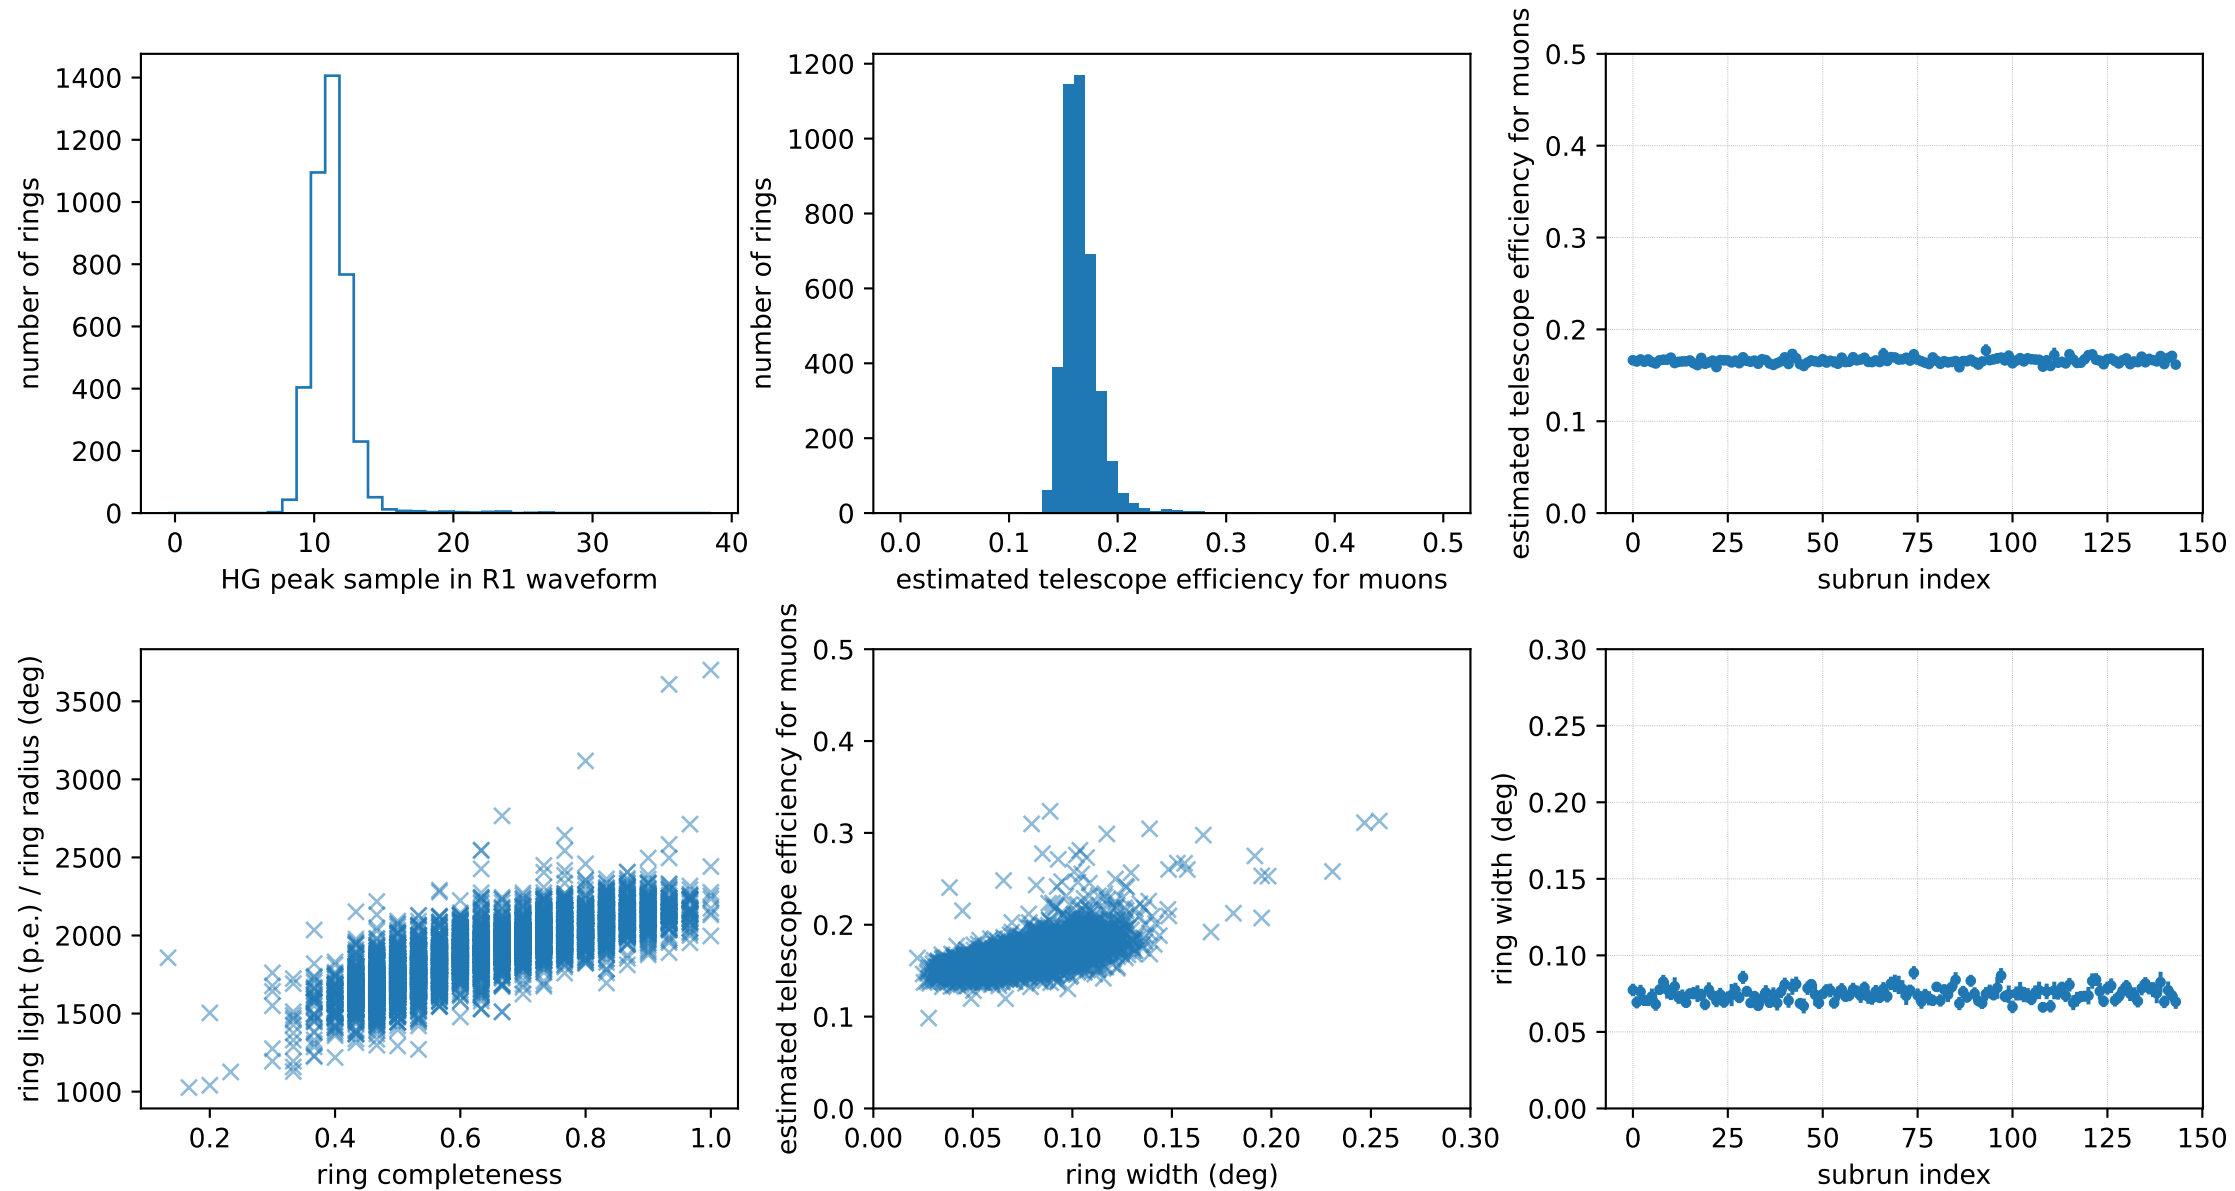 number of rings
1400
1200
1000
800
600
400
200
0
0 10 20 30 40
HG peak sample in R1 waveform
number of rings
1200
1000
800
600
400
200
0
0.0 0.1 0.2 0.3 0.4 0.5
estimated telescope efficiency for muons
estimated telescope efficiency for muons
0.5
0.4
0.3
0.2
0.1
0.0
0 25 50 75 100 125 150
subrun index
ring light (p.e.) / ring radius (deg)
3500
3000
2500
2000
1500
1000
0.2 0.4 0.6 0.8 1.0
ring completeness
estimated telescope efficiency for muons
0.5
0.4
0.3
0.2
0.1
0.0
0.00 0.05 0.10 0.15 0.20 0.25 0.30
ring width (deg)
ring width (deg)
0.30
0.25
0.20
0.15
0.10
0.05
0.00
0 25 50 75 100 125 150
subrun index